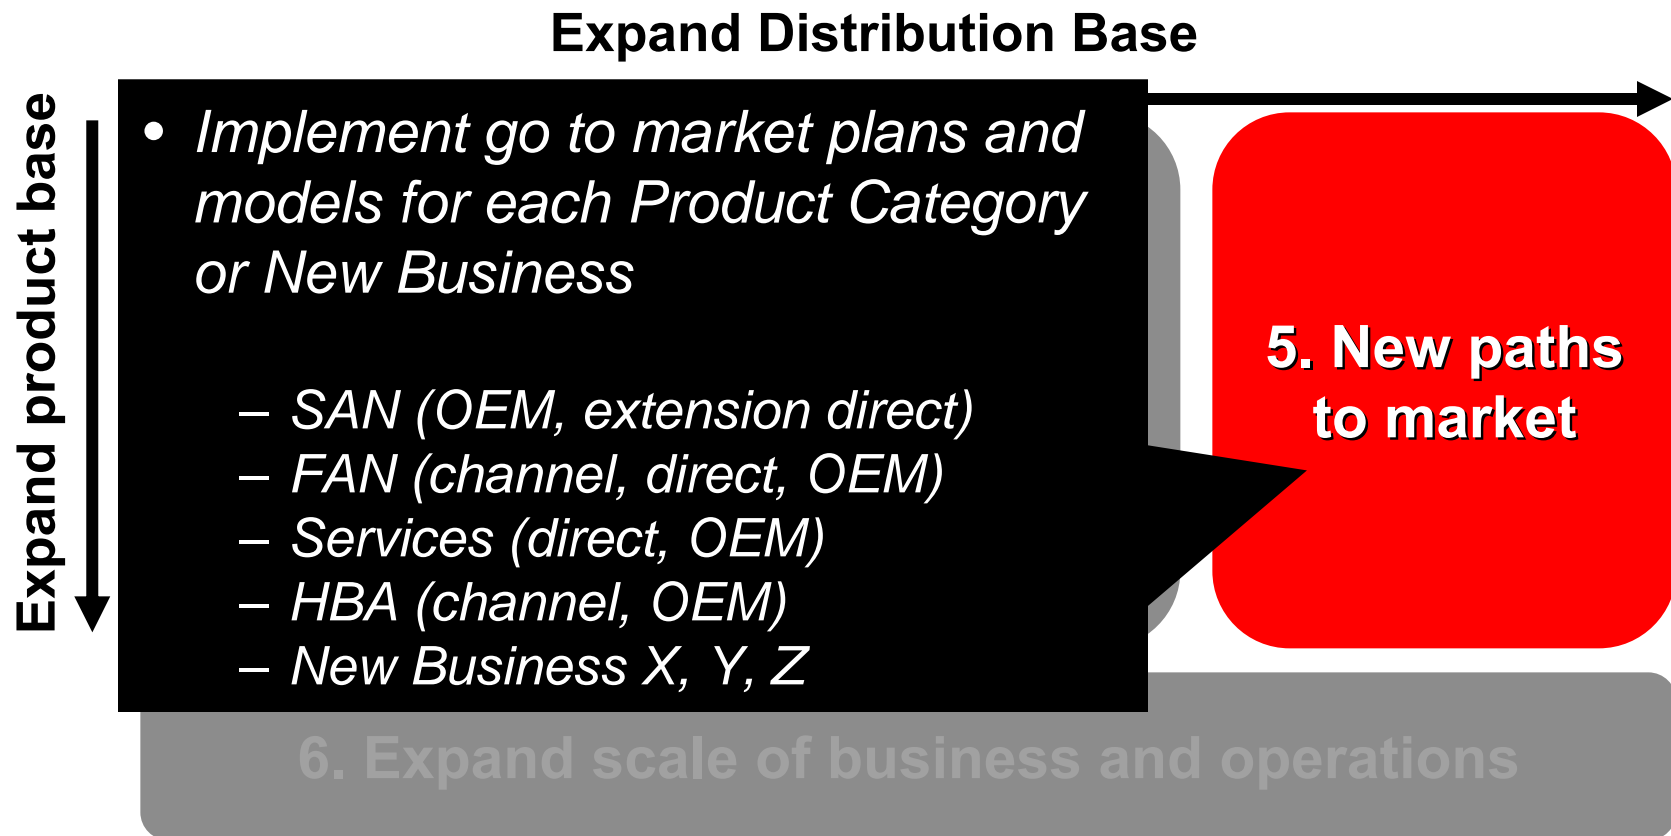 Expand Distribution Base
Expand product base
• Implement go to market plans and
models for each Product Category
or New Business
– SAN (OEM, extension direct)
– FAN (channel, direct, OEM)
– Services (direct, OEM)
– HBA (channel, OEM)
– New Business X, Y, Z
5. New paths
to market
6. Expand scale of business and operations